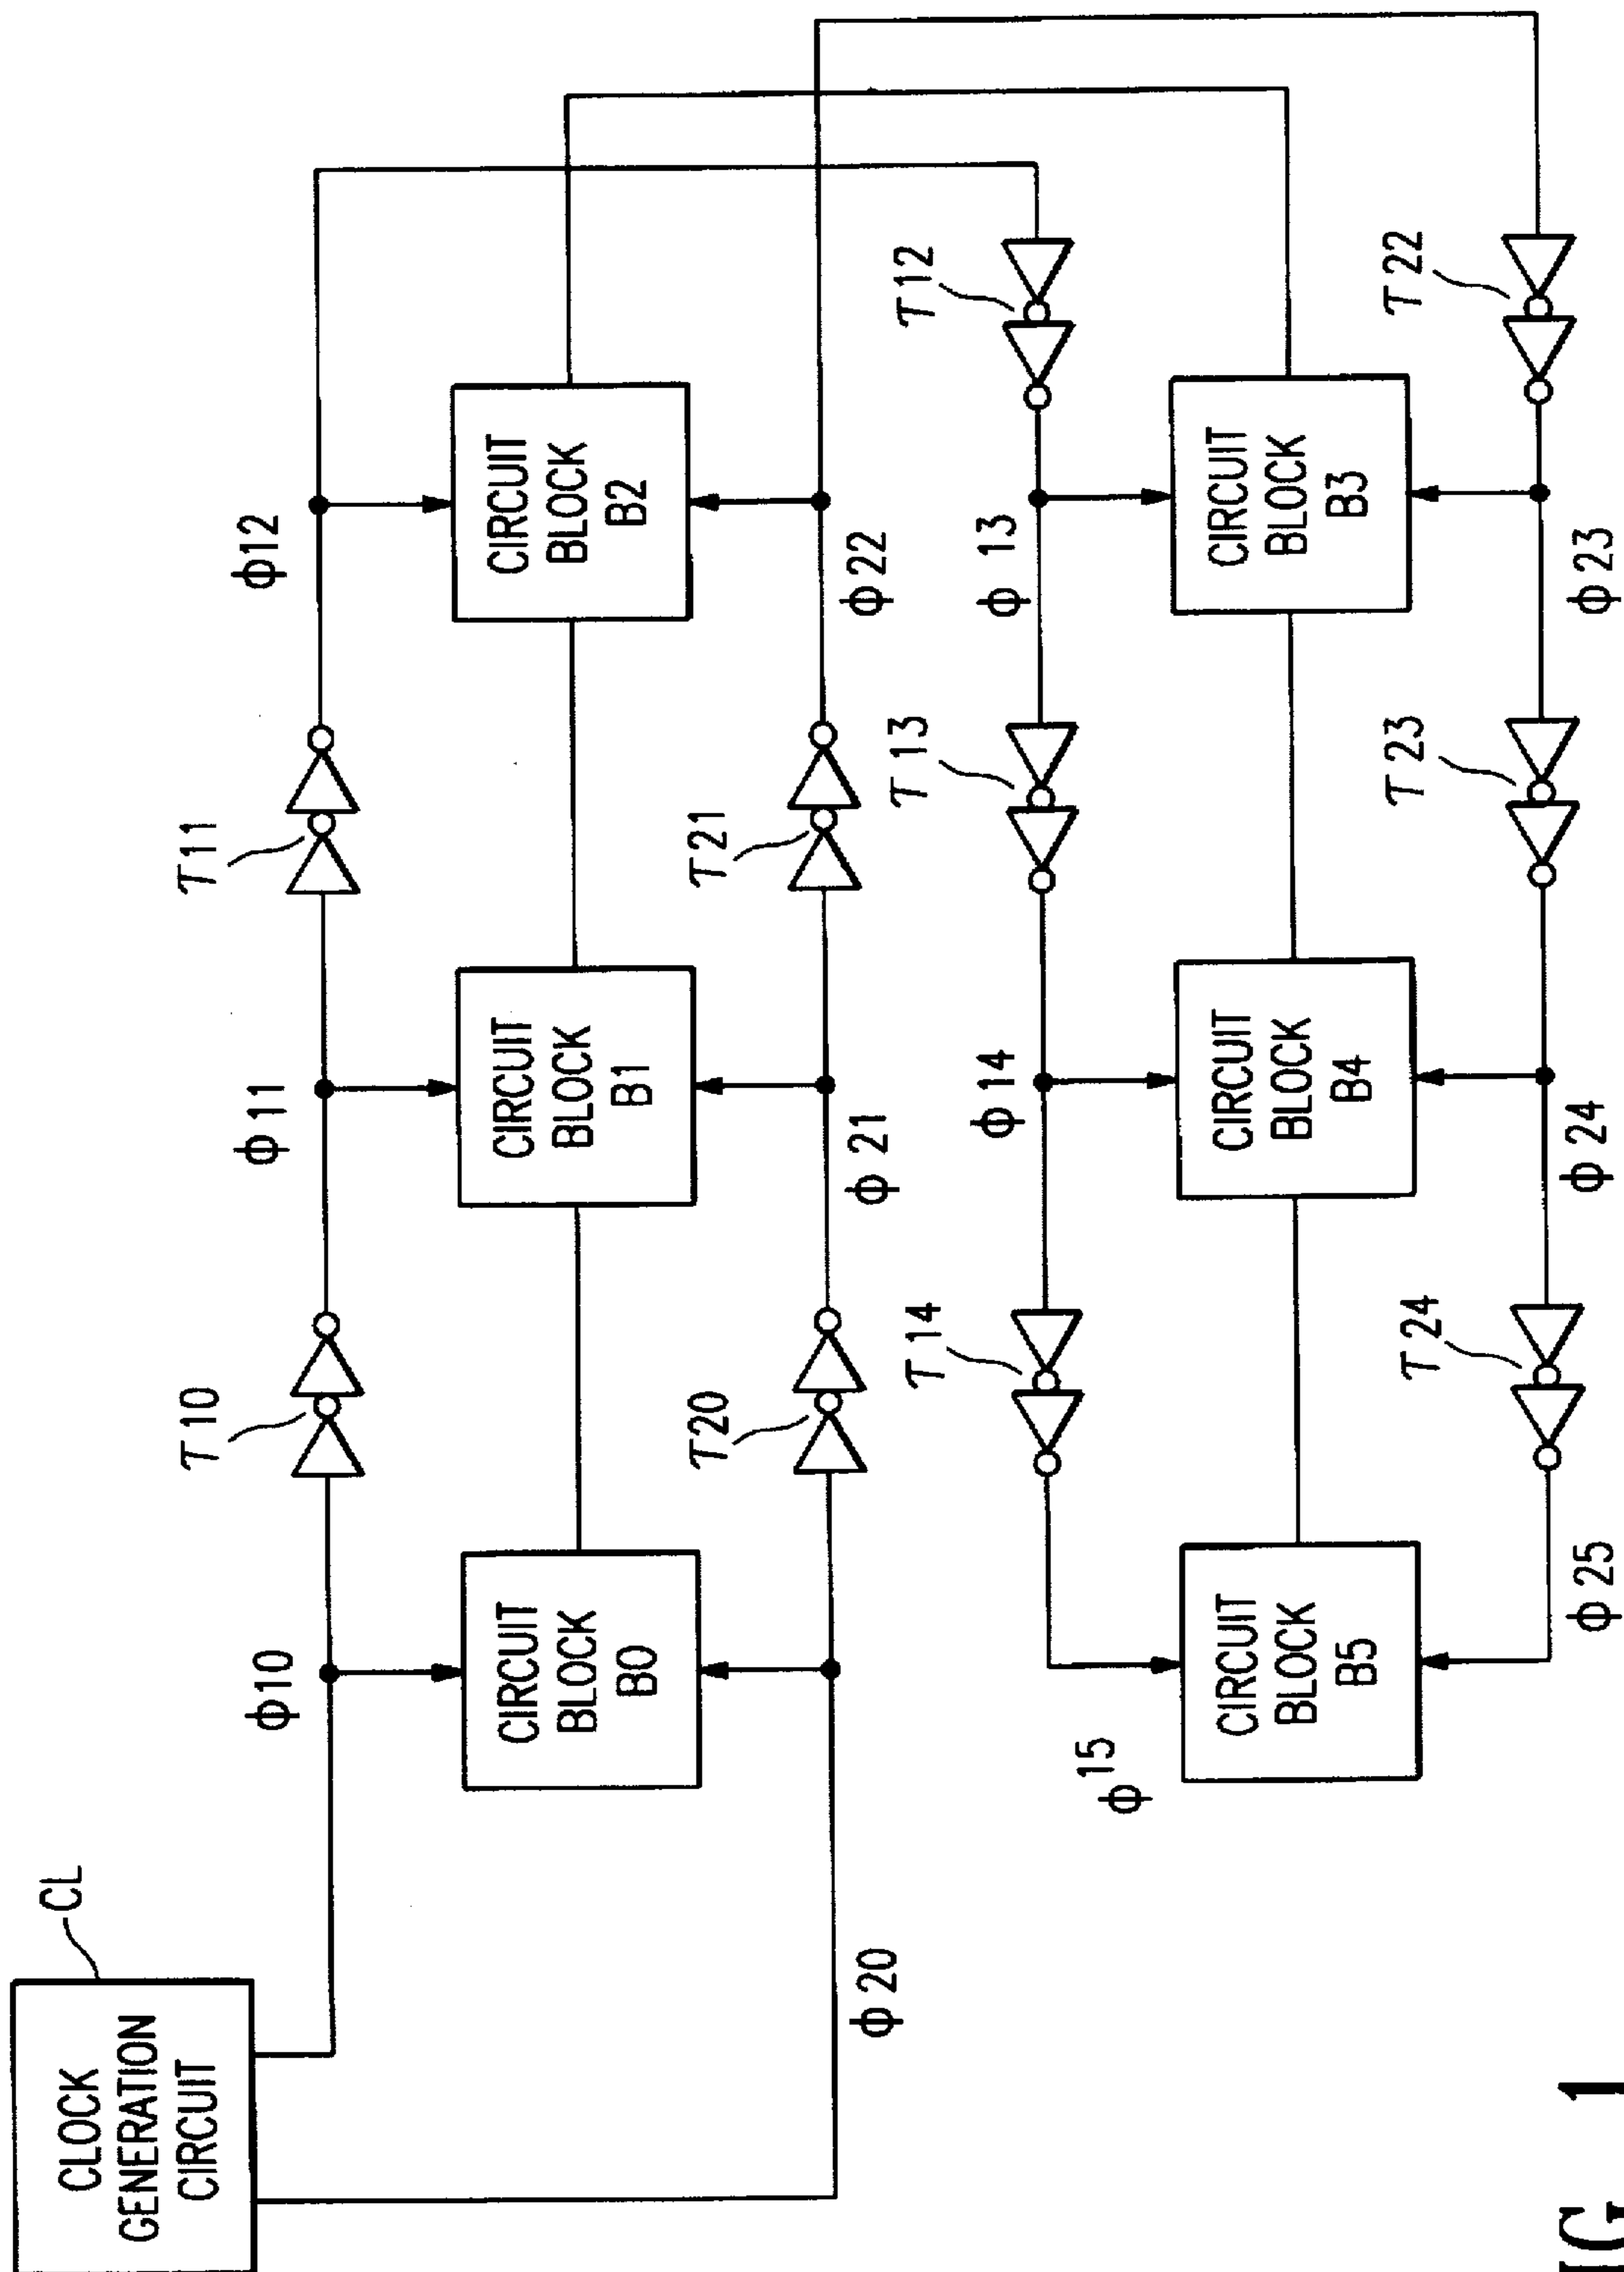 CLOCK
GENERATION
CIRCUIT
CL
ϕ10
τ10
ϕ11
τ11
ϕ12
CIRCUIT
BLOCK
B0
CIRCUIT
BLOCK
B1
CIRCUIT
BLOCK
B2
ϕ20
τ20
ϕ21
τ21
ϕ22
ϕ15
τ14
ϕ14
τ13
ϕ13
τ12
CIRCUIT
BLOCK
B5
CIRCUIT
BLOCK
B4
CIRCUIT
BLOCK
B3
ϕ25
τ24
ϕ24
τ23
ϕ23
τ22
IG. 1